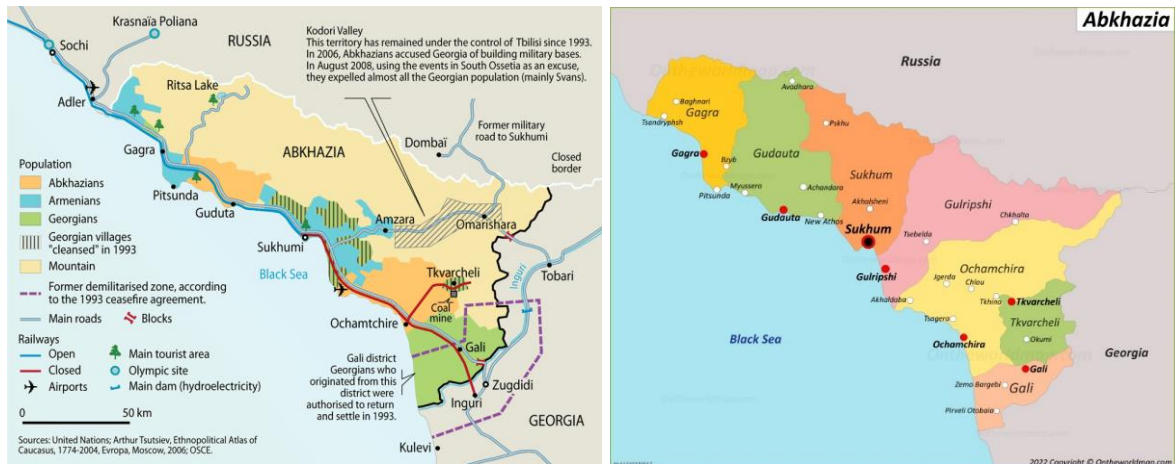 Krasnaïa Poliana
Sochi
RUSSIA
Kodori Valley
This territory has remained under the control of Tbilisi since 1993.
In 2006, Abkhazians accused Georgia of building military bases.
In August 2008, using the events in South Ossetia as an excuse,
they expelled almost all the Georgian population (mainly Svans).
Ritsa Lake
Adler
Former military
road to Sukhumi
Dombaï
Closed
border
ABKHAZIA
Gagra
Population
Abkhazians
Armenians
Georgians
Georgian villages
"cleansed" in 1993
Mountain
Former demilitarised zone, according
to the 1993 ceasefire agreement.
Main roads
Blocks
Railways
Open
Closed
Airports
Main tourist area
Olympic site
Main dam (hydroelectricity)
0
50 km
Sources: United Nations; Arthur Tsutsiev, Ethnopolitical Atlas of
Caucasus, 1774-2004, Evropa, Moscow, 2006; OSCE.
Pitsunda
Guduta
Amzara
Omarishara
Sukhumi
Black Sea
Tkvarcheli
Inguri
Tobari
Coal
mine
Ochamtchire
Gali
Gali district
Georgians who
originated from this
district were
authorised to return
and settle in 1993.
Zugdidi
Inguri
GEORGIA
Kulevi
Abkhazia
Ontheworldmap.com
Russia
Avadhara
Baghnari
Tsandryphsh
Gagra
Pskhu
Gagra
Gudauta
Bzyb
Sukhum
Pitsunda
Myussera
Achandara
Akhalsheni
Gulripshi
Gudauta
New Athos
Chkhalta
Sukhum
Tsebelda
Gulripshi
Ochamchira
Jgerda
Chlou
Akhaldaba
Tkhina
Tkvarcheli
Tsagera
Tkvarcheli
Black Sea
Ochamchira
Okumi
Ontheworldmap.com
Georgia
Gali
Zemo Bargebi
Gali
Pirveli Otobaia
2022 Copyright © Ontheworldmap.com